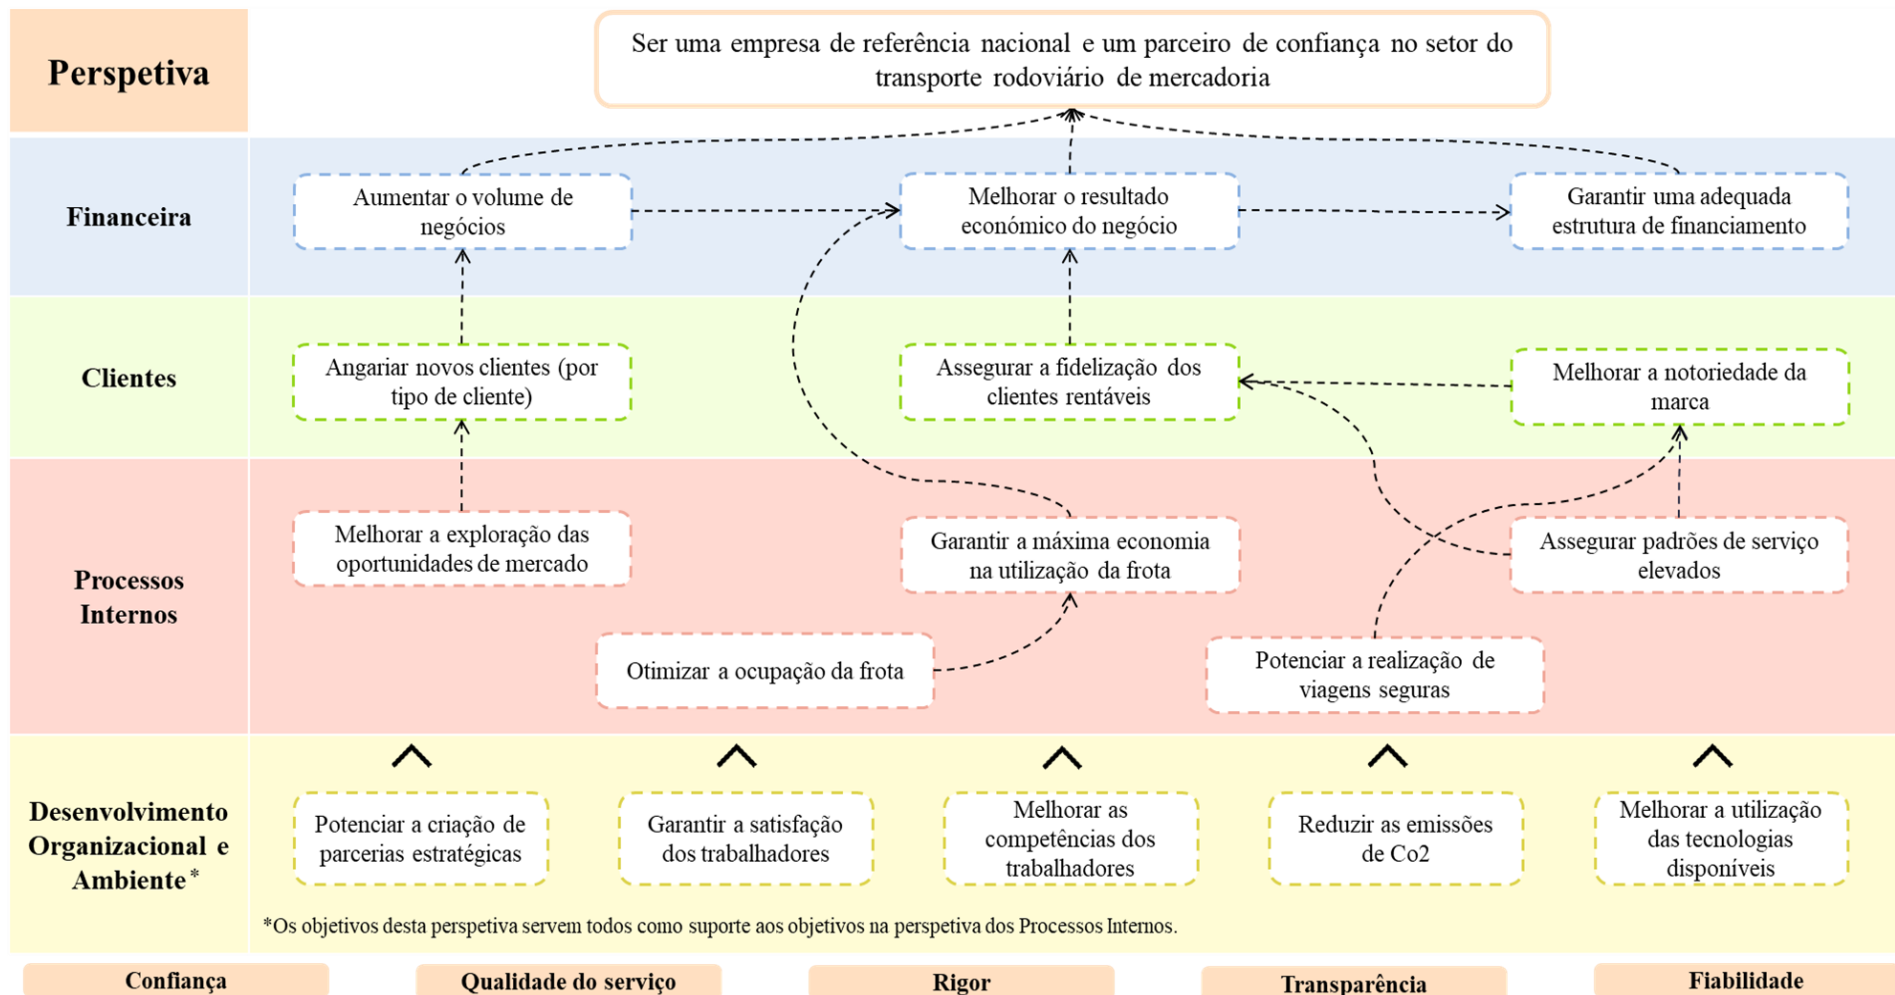 Perspetiva
Ser uma empresa de referência nacional e um parceiro de confiança no setor do
transporte rodoviário de mercadoria
Financeira
Aumentar o volume de
negócios
Melhorar o resultado
económico do negócio
Garantir uma adequada
estrutura de financiamento
Clientes
Angariar novos clientes (por
tipo de cliente)
Assegurar a fidelização dos
clientes rentáveis
Melhorar a notoriedade da
marca
Processos
Internos
Melhorar a exploração das
oportunidades de mercado
Garantir a máxima economia
na utilização da frota
Assegurar padrões de serviço
elevados
Otimizar a ocupação da frota
Potenciar a realização de
viagens seguras
Desenvolvimento
Organizacional e
Ambiente*
Potenciar a criação de
parcerias estratégicas
Garantir a satisfação
dos trabalhadores
Melhorar as
competências dos
trabalhadores
Reduzir as emissões
de Co2
Melhorar a utilização
das tecnologias
disponíveis
*Os objetivos desta perspetiva servem todos como suporte aos objetivos na perspetiva dos Processos Internos.
Confiança
Qualidade do serviço
Rigor
Transparência
Fiabilidade